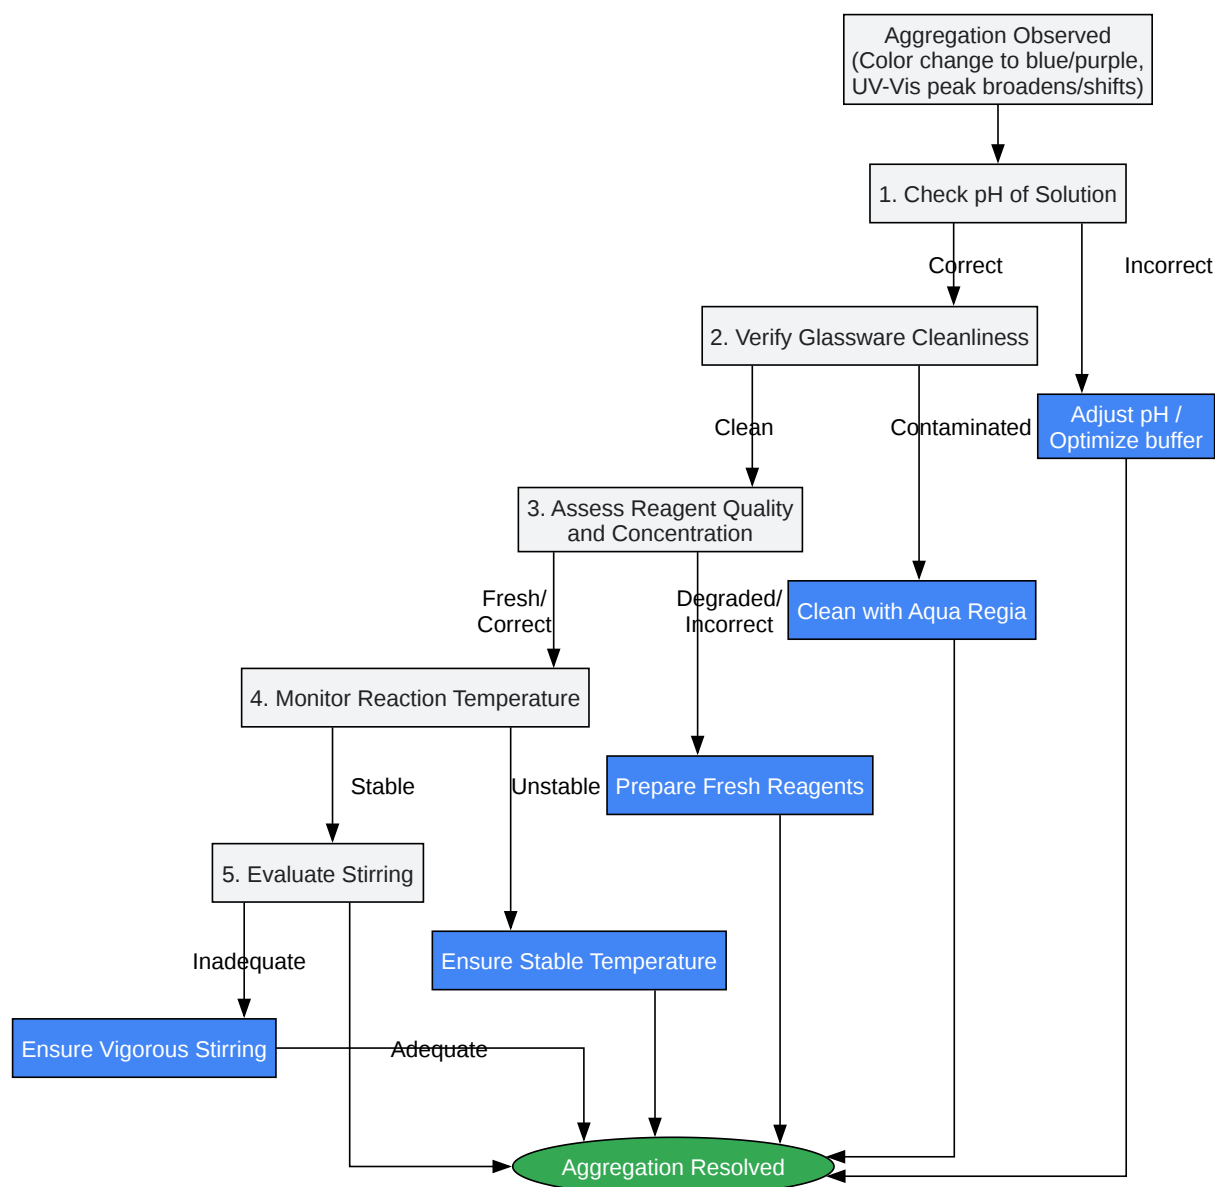 Aggregation Observed
(Color change to blue/purple,
UV-Vis peak broadens/shifts)
1. Check pH of Solution
Correct
Incorrect
2. Verify Glassware Cleanliness
Adjust pH /
Optimize buffer
Clean
Contaminated
3. Assess Reagent Quality
and Concentration
Fresh/
Correct
Degraded/
Incorrect
Clean with Aqua Regia
4. Monitor Reaction Temperature
Stable
Unstable
Prepare Fresh Reagents
5. Evaluate Stirring
Inadequate
Ensure Stable Temperature
Ensure Vigorous Stirring
Adequate
Aggregation Resolved